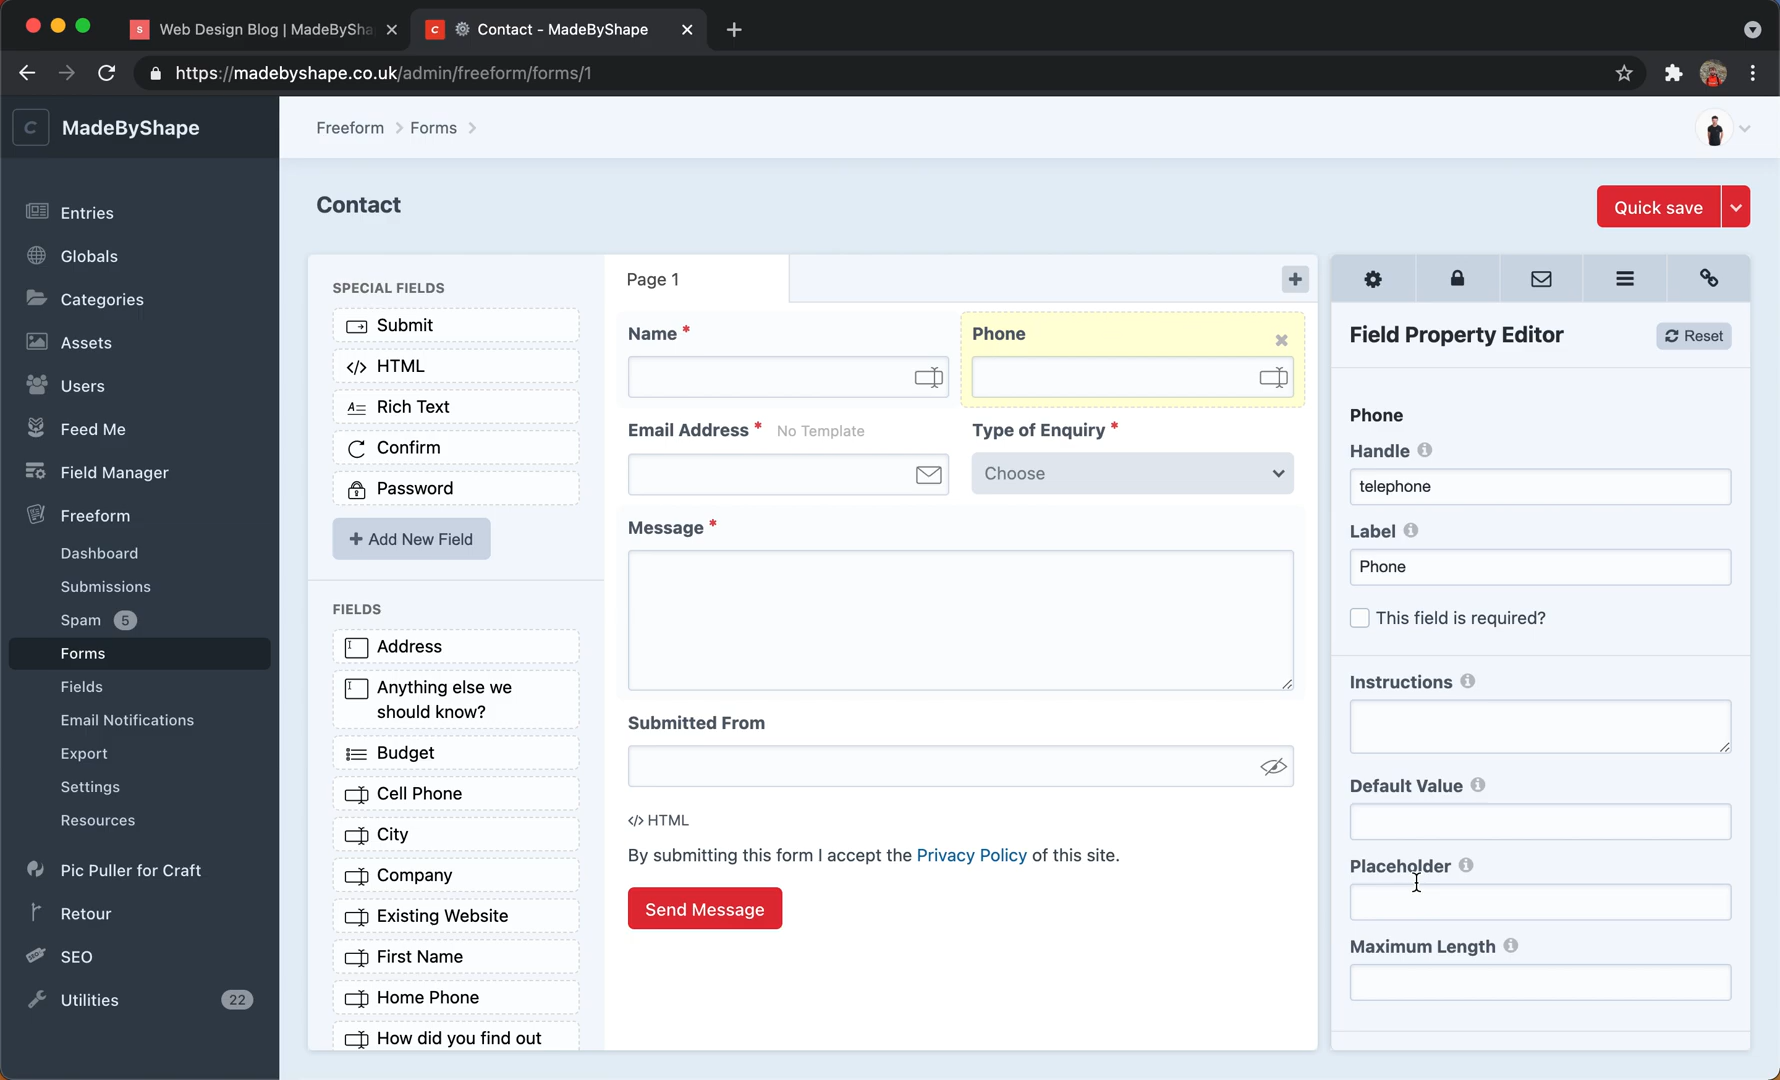 Web Design Blog | MadeBySha
Contact - MadeByShape
https://madebyshape.co.uk/admin/freeform/forms/1
C
MadeByShape
Freeform
Forms
Contact
Quick save
Entries
Globals
Categories
Assets
Users
Feed Me
Field Manager
Freeform
Dashboard
Submissions
Spam 5
Forms
Fields
Email Notifications
Export
Settings
Resources
Pic Puller for Craft
Retour
SEO
Utilities 22
SPECIAL FIELDS
Submit
</> HTML
Rich Text
Confirm
Password
+ Add New Field
FIELDS
Address
Anything else we
should know?
Budget
Cell Phone
City
Company
Existing Website
First Name
Home Phone
How did you find out
Page 1
Name *
Phone
Email Address * No Template
Type of Enquiry *
Choose
Message *
Submitted From
</> HTML
By submitting this form I accept the Privacy Policy of this site.
Send Message
Field Property Editor
Reset
Phone
Handle
telephone
Label
Phone
This field is required?
Instructions
Default Value
Placeholder
Maximum Length